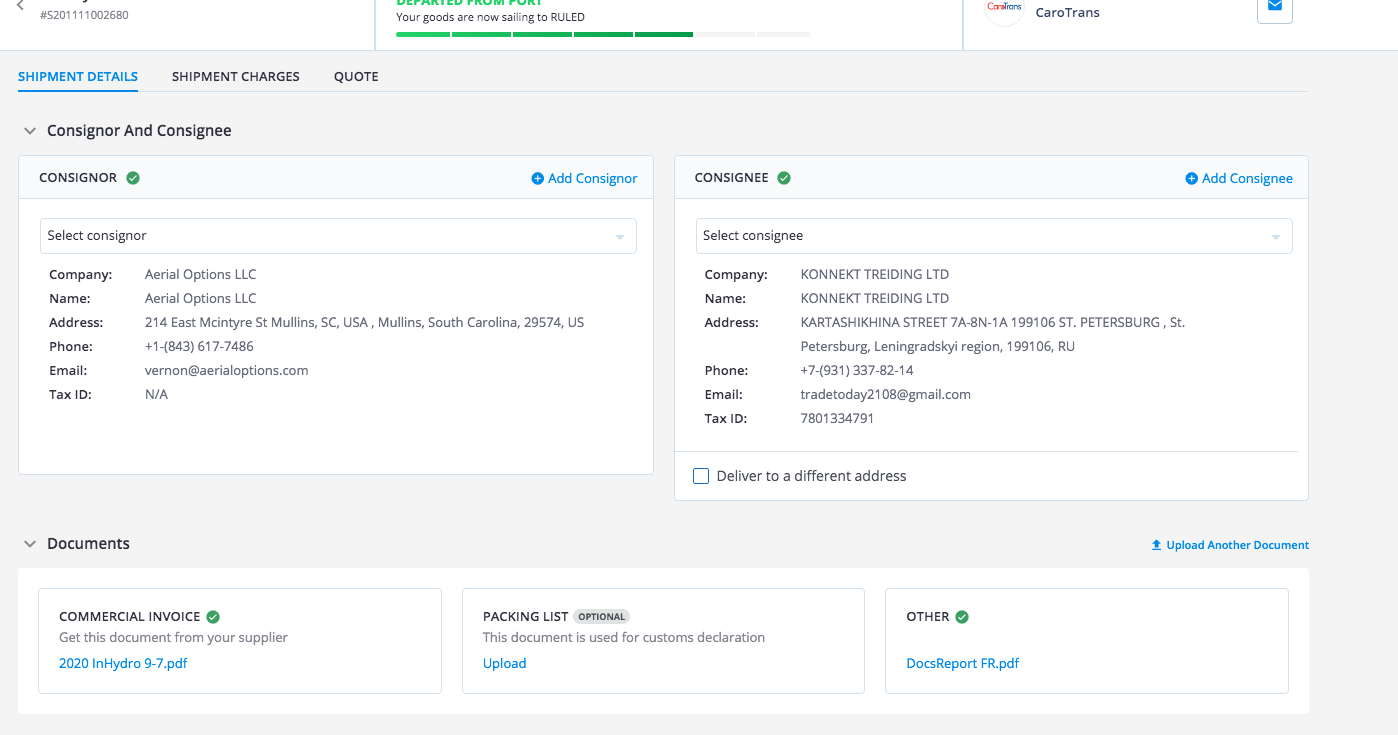 #S201111002680
DEPARTED FROM PORT
Your goods are now sailing to RULED
CaroTrans
CaroTrans
SHIPMENT DETAILS
SHIPMENT CHARGES
QUOTE
Consignor And Consignee
CONSIGNOR
Add Consignor
Select consignor
Company: Aerial Options LLC
Name: Aerial Options LLC
Address: 214 East Mcintyre St Mullins, SC, USA , Mullins, South Carolina, 29574, US
Phone: +1-(843) 617-7486
Email: vernon@aerialoptions.com
Tax ID: N/A
CONSIGNEE
Add Consignee
Select consignee
Company: KONNEKT TREIDING LTD
Name: KONNEKT TREIDING LTD
Address: KARTASHIKHINA STREET 7A-8N-1A 199106 ST. PETERSBURG , St.
Petersburg, Leningradskyi region, 199106, RU
Phone: +7-(931) 337-82-14
Email: tradetoday2108@gmail.com
Tax ID: 7801334791
Deliver to a different address
Documents
Upload Another Document
COMMERCIAL INVOICE
Get this document from your supplier
2020 InHydro 9-7.pdf
PACKING LIST OPTIONAL
This document is used for customs declaration
Upload
OTHER
DocsReport FR.pdf